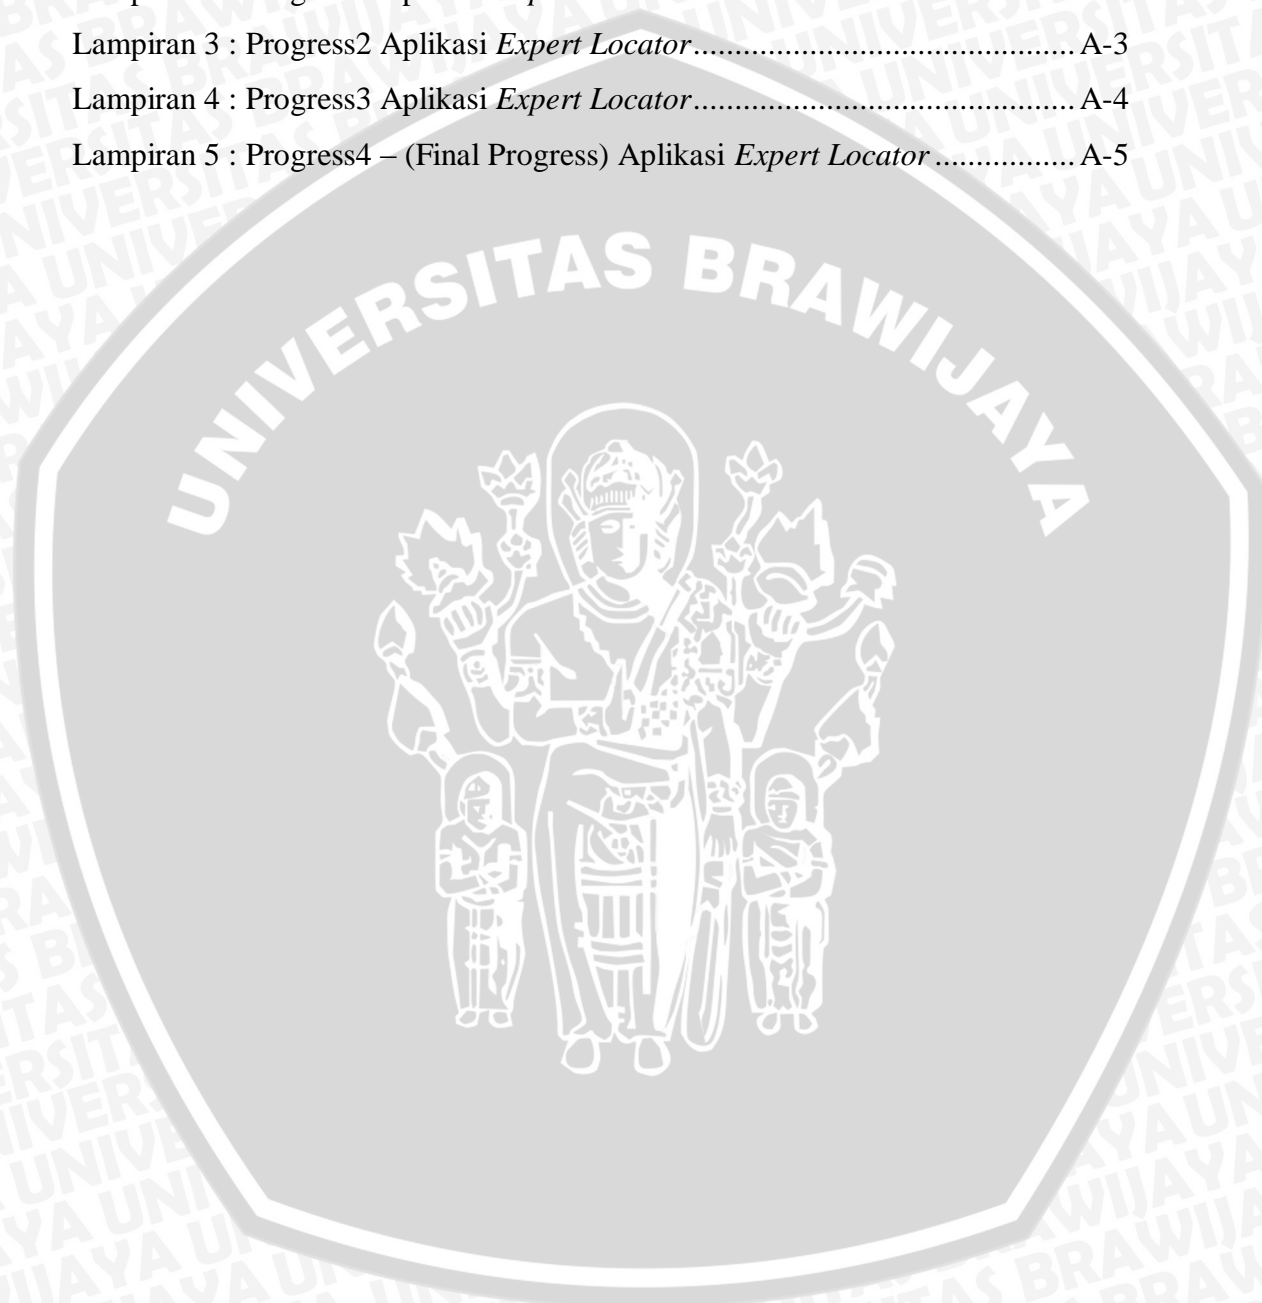 Lampiran 3 : Progress2 Aplikasi Expert Locator................................................ A-3
Lampiran 4 : Progress3 Aplikasi Expert Locator................................................ A-4
Lampiran 5 : Progress4 – (Final Progress) Aplikasi Expert Locator ................. A-5
UNIVERSITAS BRAWIJAYA